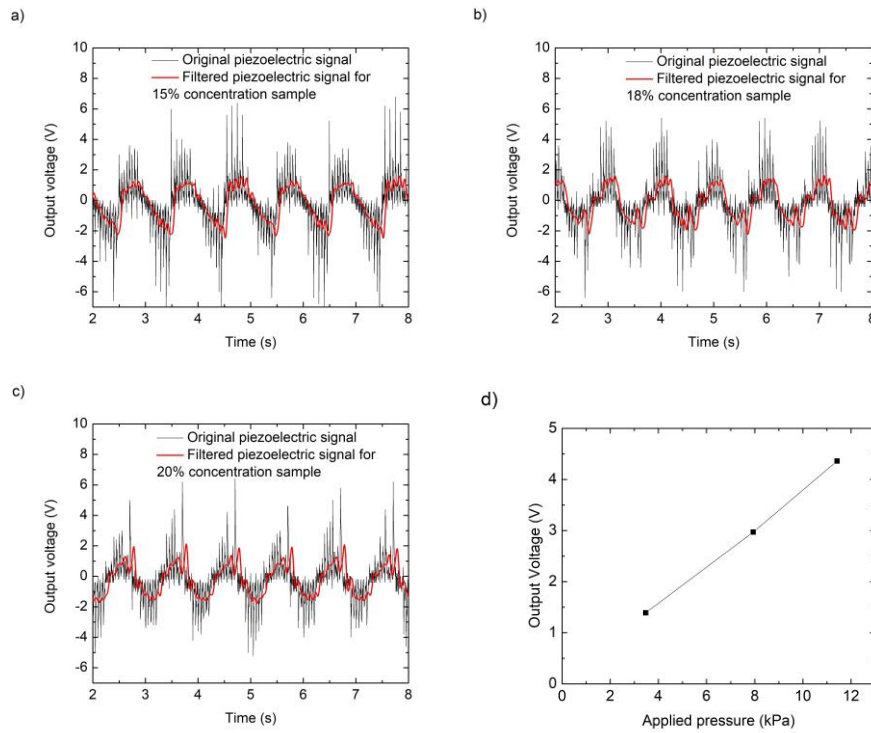 a)
Original piezoelectric signal
Filtered piezoelectric signal for
15% concentration sample
10
8
6
4
2
0
-2
-4
-6
Output voltage (V)
2 3 4 5 6 7 8
Time (s)
b)
Original piezoelectric signal
Filtered piezoelectric signal for
18% concentration sample
10
8
6
4
2
0
-2
-4
-6
Output voltage (V)
2 3 4 5 6 7 8
Time (s)
c)
Original piezoelectric signal
Filtered piezoelectric signal for
20% concentration sample
10
8
6
4
2
0
-2
-4
-6
Output voltage (V)
2 3 4 5 6 7 8
Time (s)
d)
5
4
3
2
1
0
Output Voltage (V)
0 2 4 6 8 10 12
Applied pressure (kPa)